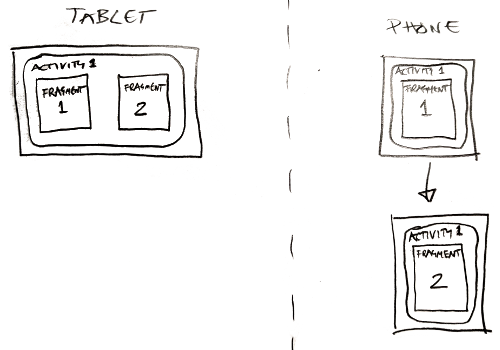 TABLET
ACTIVITY 1
FRAGMENT
1
FRAGMENT
2
PHONE
ACTIVITY 1
FRAGMENT
1
ACTIVITY 1
FRAGMENT
2